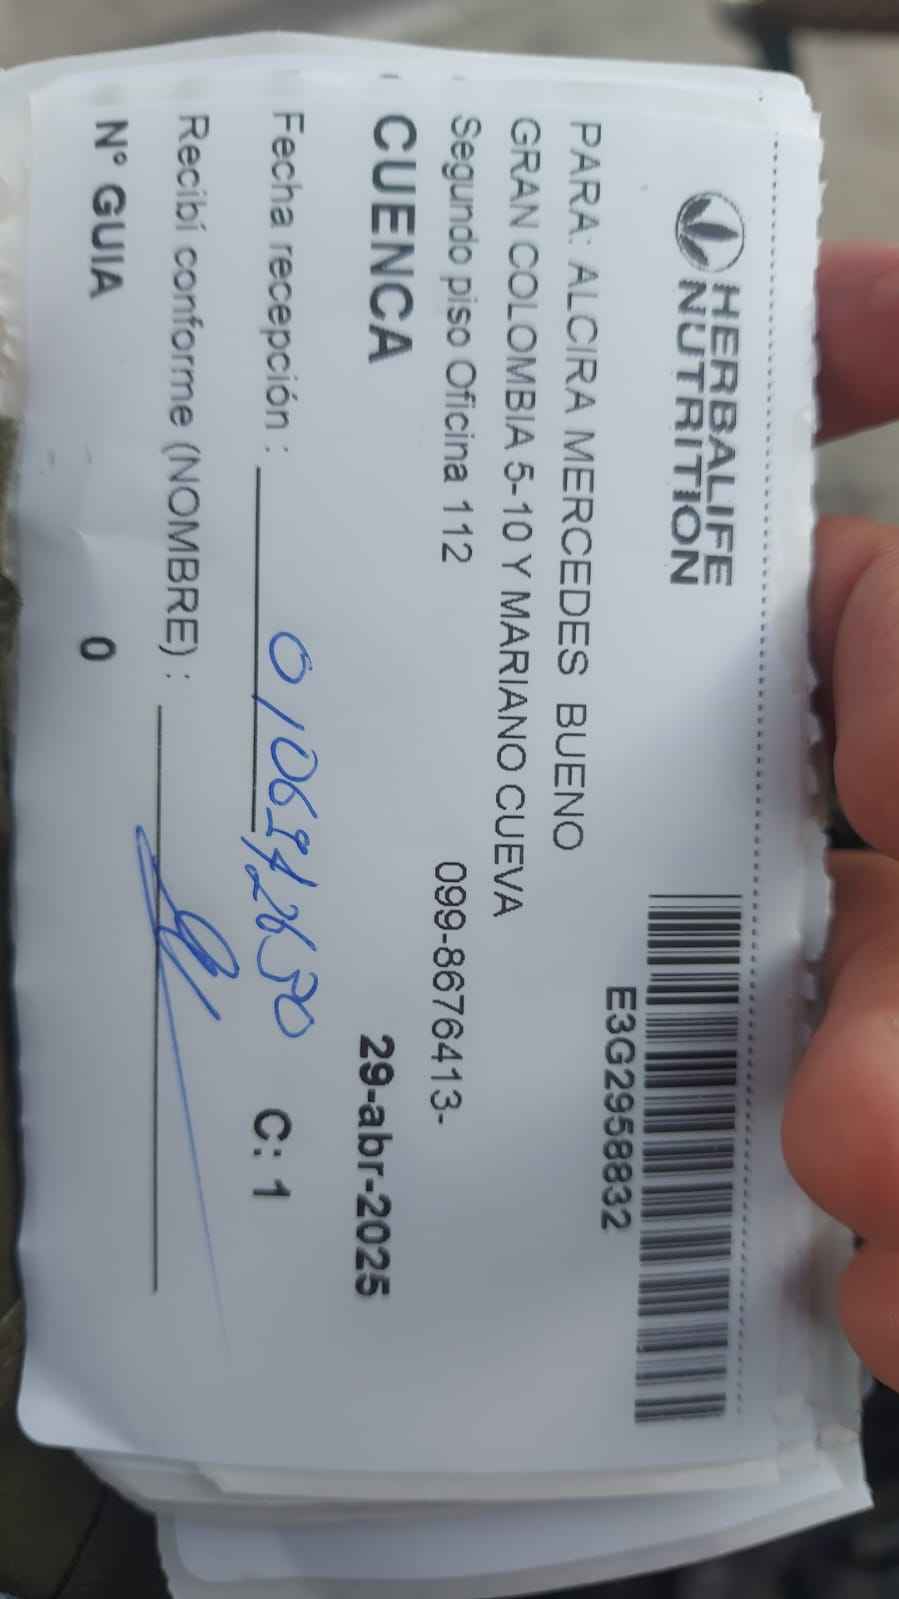 HERBALIFE
NUTRITION
E3G2958832
PARA: ALCIRA MERCEDES BUENO
GRAN COLOMBIA 5-10 Y MARIANO CUEVA
Segundo piso Oficina 112 099-8676413-
CUENCA 29-abr-2025
Fecha recepción : C: 1
Recibí conforme (NOMBRE) :
N° GUIA 0